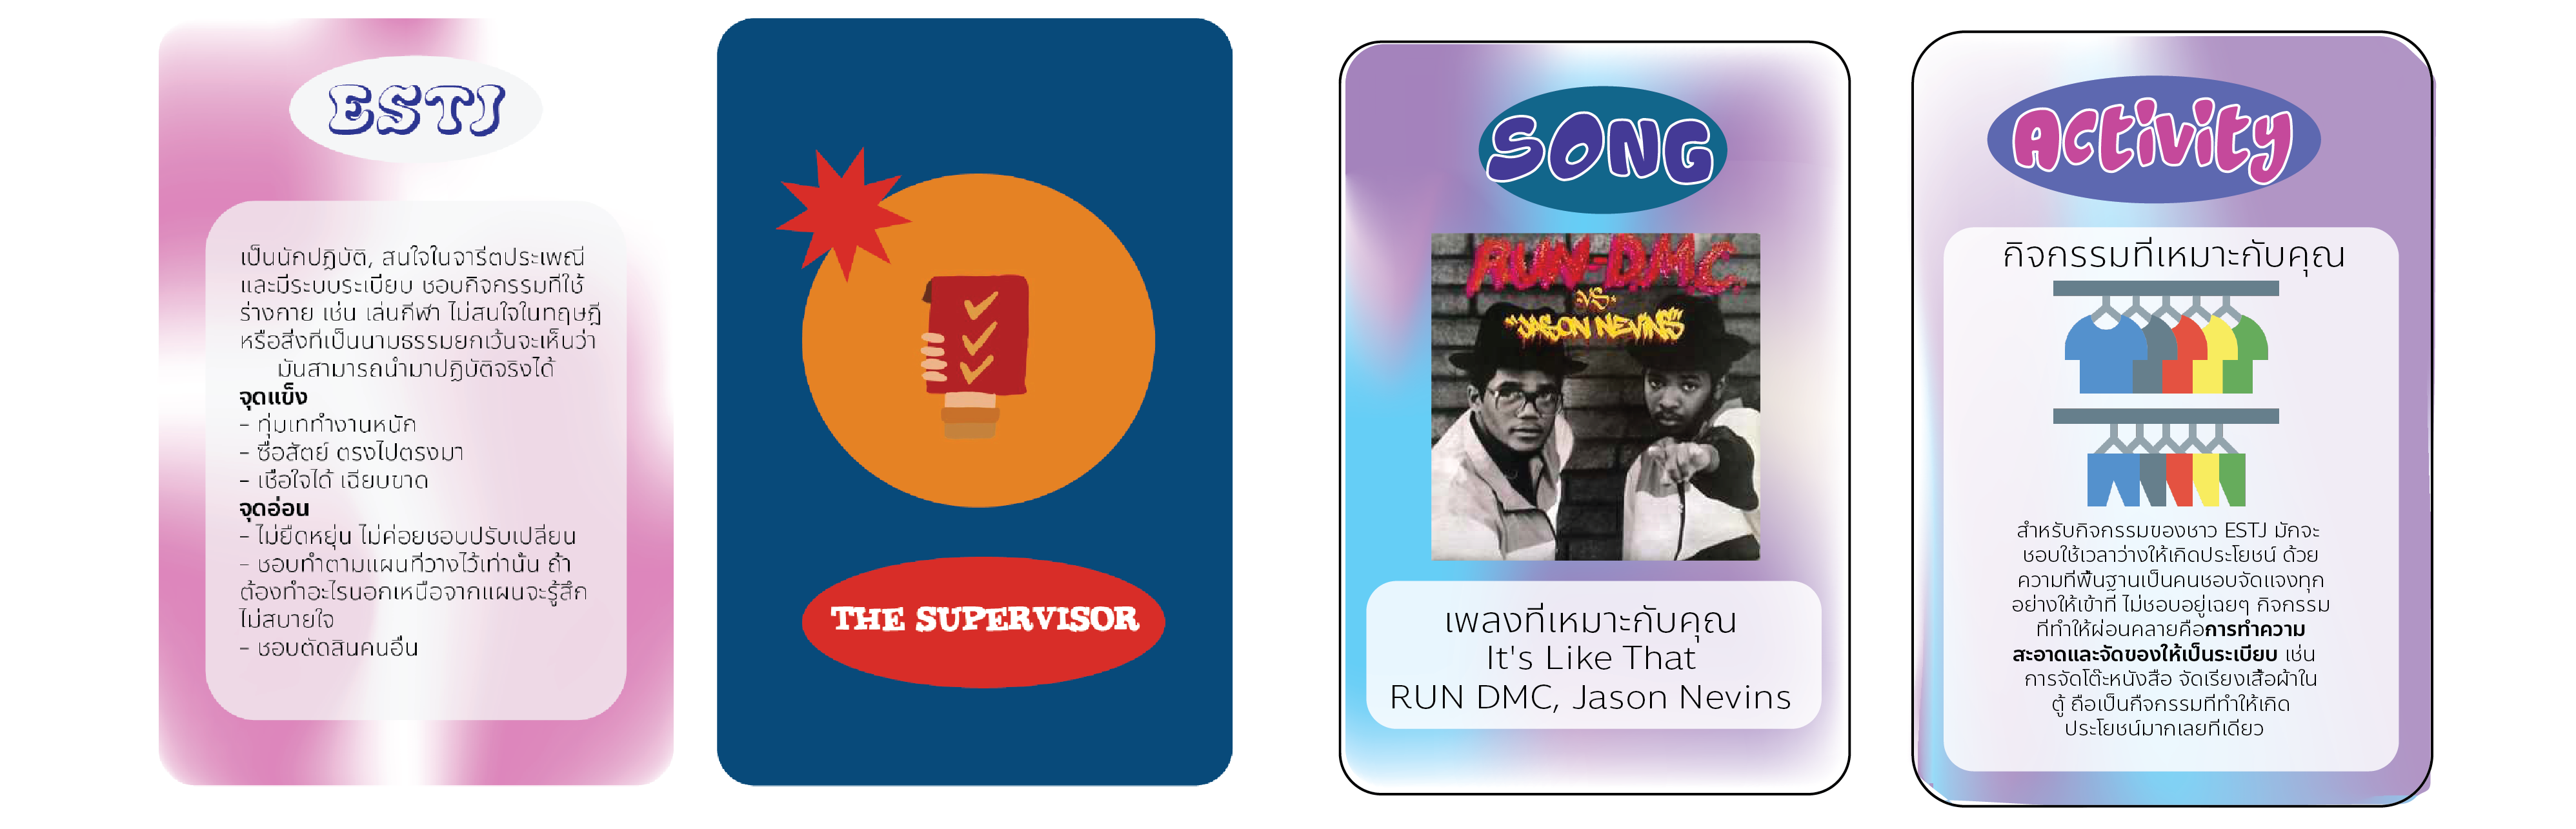 ESTJ
เป็นนักปฏิบัติ, สนใจในจารีตประเพณี
และมีระบบระเบียบ ชอบกิจกรรมที่ใช้
ร่างกาย เช่น เล่นกีฬา ไม่สนใจในทฤษฎี
หรือสิ่งที่เป็นนามธรรมยกเว้นจะเห็นว่า
มันสามารถนำมาปฏิบัติจริงได้
จุดแข็ง
- ทุ่มเททำงานหนัก
- ซื่อสัตย์ ตรงไปตรงมา
- เชื่อใจได้ เฉียบขาด
จุดอ่อน
- ไม่ยืดหยุ่น ไม่ค่อยชอบปรับเปลี่ยน
- ชอบทำตามแผนที่วางไว้เท่านั้น ถ้า
ต้องทำอะไรนอกเหนือจากแผนจะรู้สึก
ไม่สบายใจ
- ชอบตัดสินคนอื่น
THE SUPERVISOR
SONG
RUN-D.M.C.
VS.
"JASON NEVINS"
เพลงที่เหมาะกับคุณ
It's Like That
RUN DMC, Jason Nevins
Activity
กิจกรรมที่เหมาะกับคุณ
สำหรับกิจกรรมของชาว ESTJ มักจะ
ชอบใช้เวลาว่างให้เกิดประโยชน์ ด้วย
ความที่พื้นฐานเป็นคนชอบจัดแจงทุก
อย่างให้เข้าที่ ไม่ชอบอยู่เฉยๆ กิจกรรม
ที่ทำให้ผ่อนคลายคือการทำความ
สะอาดและจัดของให้เป็นระเบียบ เช่น
การจัดโต๊ะหนังสือ จัดเรียงเสื้อผ้าใน
ตู้ ถือเป็นกิจกรรมที่ทำให้เกิด
ประโยชน์มากเลยทีเดียว